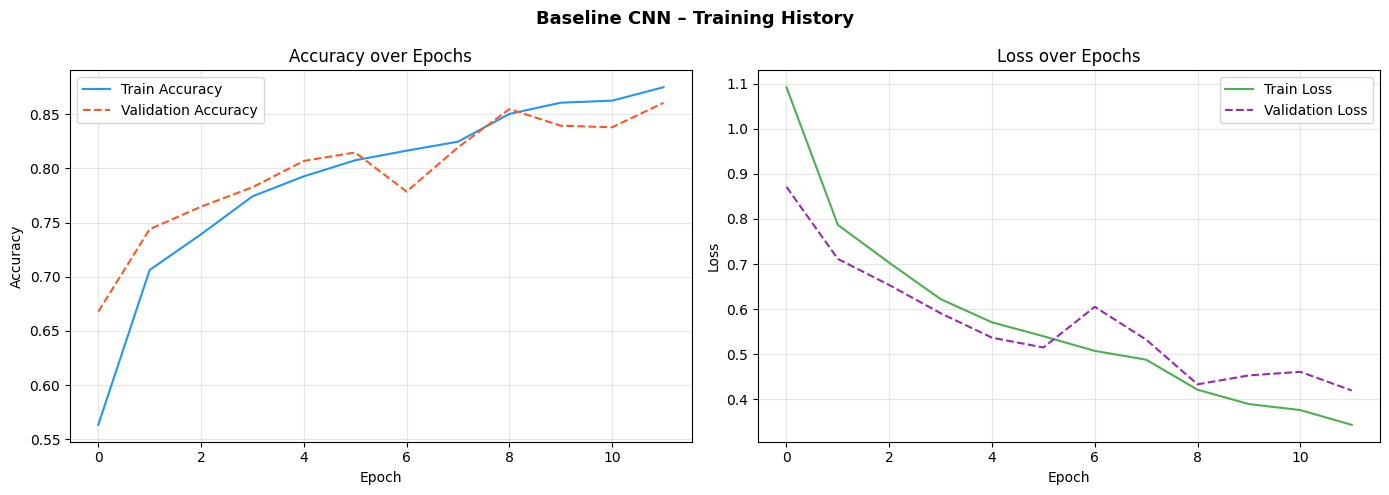 Baseline CNN – Training History
Accuracy over Epochs
Train Accuracy
Validation Accuracy
0.85
0.80
0.75
0.70
0.65
0.60
0.55
Accuracy
0 2 4 6 8 10
Epoch
Loss over Epochs
Train Loss
Validation Loss
1.1
1.0
0.9
0.8
0.7
0.6
0.5
0.4
Loss
0 2 4 6 8 10
Epoch